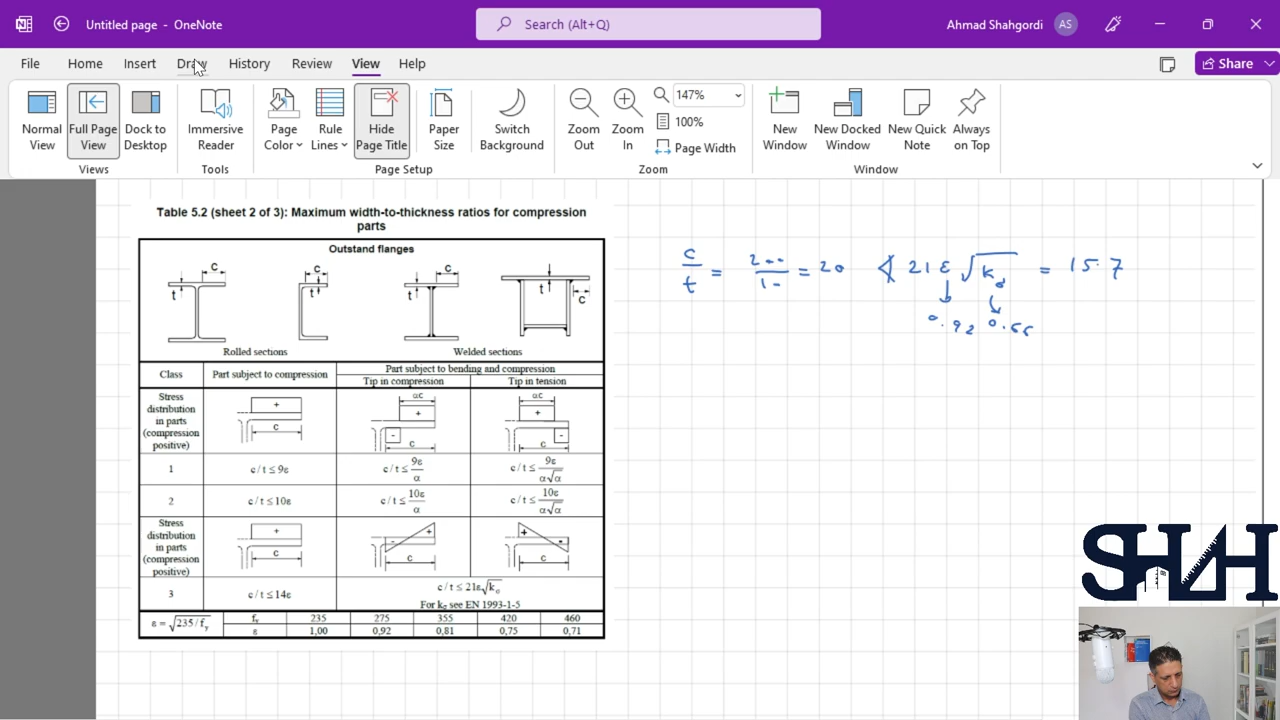 Untitled page - OneNote
Search (Alt+Q)
Ahmad Shahgordi AS
File Home Insert Draw History Review View Help Share
Normal View
Full Page View
Dock to Desktop
Immersive Reader
Page Color
Rule Lines
Hide Page Title
Paper Size
Switch Background
Zoom Out
Zoom In
147%
100%
Page Width
New Window
New Docked Window
New Quick Note
Always on Top
Views Tools Page Setup Zoom Window
Table 5.2 (sheet 2 of 3): Maximum width-to-thickness ratios for compression
parts
Outstand flanges
c c c
t t t t c
Rolled sections Welded sections
Class Part subject to compression Part subject to bending and compression
Tip in compression Tip in tension
Stress distribution in parts (compression positive)
+ c αc + - c αc + - c
1 c / t ≤ 9ε c / t ≤ 9ε/α c / t ≤ 9ε/α√α
2 c / t ≤ 10ε c / t ≤ 10ε/α c / t ≤ 10ε/α√α
Stress distribution in parts (compression positive)
+ c - + c + - c
3 c / t ≤ 14ε c / t ≤ 21ε√kσ
For kσ see EN 1993-1-5
ε = √235 / fy fy 235 275 355 420 460
ε 1,00 0,92 0,81 0,75 0,71
c/t = 200/10 = 20 ≮ 21 ε √kσ = 15.7
0.92 0.66
SHAH